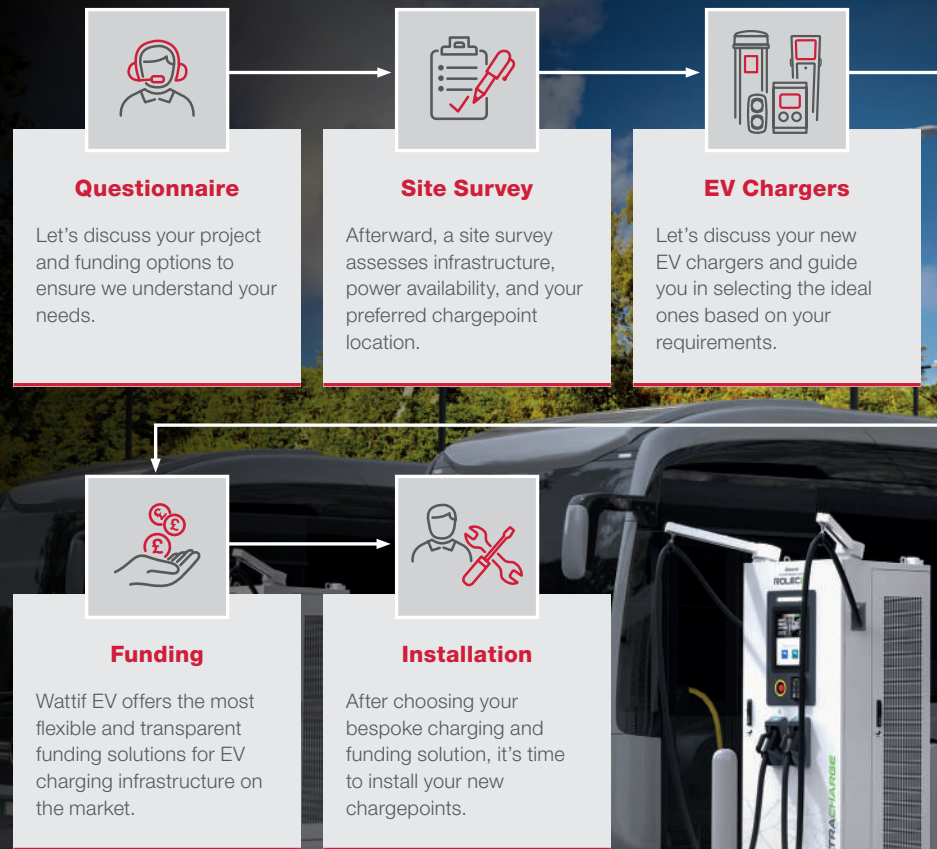 Questionnaire
Let's discuss your project
and funding options to
ensure we understand your
needs.
Site Survey
Afterward, a site survey
assesses infrastructure,
power availability, and your
preferred chargepoint
location.
EV Chargers
Let's discuss your new
EV chargers and guide
you in selecting the ideal
ones based on your
requirements.
Funding
Wattif EV offers the most
flexible and transparent
funding solutions for EV
charging infrastructure on
the market.
Installation
After choosing your
bespoke charging and
funding solution, it's time
to install your new
chargepoints.
ROLEC
TRACHARGE